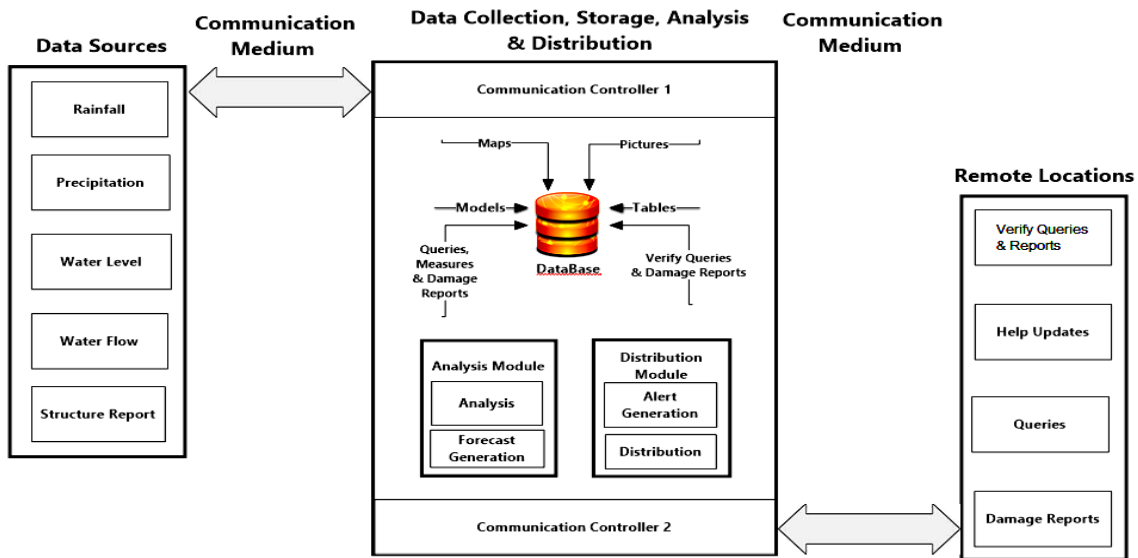 Data Sources
Communication
Medium
Data Collection, Storage, Analysis
& Distribution
Communication
Medium
Rainfall
Precipitation
Water Level
Water Flow
Structure Report
Communication Controller 1
Maps
Pictures
Models
Tables
Queries,
Measures
& Damage
Reports
DataBase
Verify Queries
& Damage Reports
Analysis Module
Analysis
Forecast
Generation
Distribution
Module
Alert
Generation
Distribution
Communication Controller 2
Remote Locations
Verify Queries
& Reports
Help Updates
Queries
Damage Reports